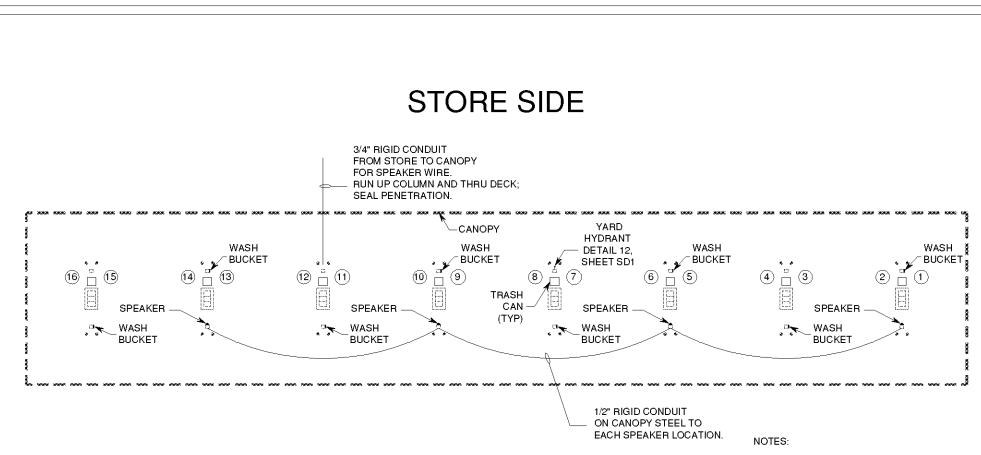 STORE SIDE
3/4" RIGID CONDUIT
FROM STORE TO CANOPY
FOR SPEAKER WIRE.
RUN UP COLUMN AND THRU DECK;
SEAL PENETRATION.
CANOPY
YARD
HYDRANT
DETAIL 12,
SHEET SD1
WASH
BUCKET
WASH
BUCKET
WASH
BUCKET
WASH
BUCKET
16 15 14 13 12 11 10 9 8 7 6 5 4 3 2 1
TRASH
CAN
(TYP)
SPEAKER
SPEAKER
SPEAKER
SPEAKER
WASH
BUCKET
WASH
BUCKET
WASH
BUCKET
WASH
BUCKET
1/2" RIGID CONDUIT
ON CANOPY STEEL TO
EACH SPEAKER LOCATION.
NOTES: